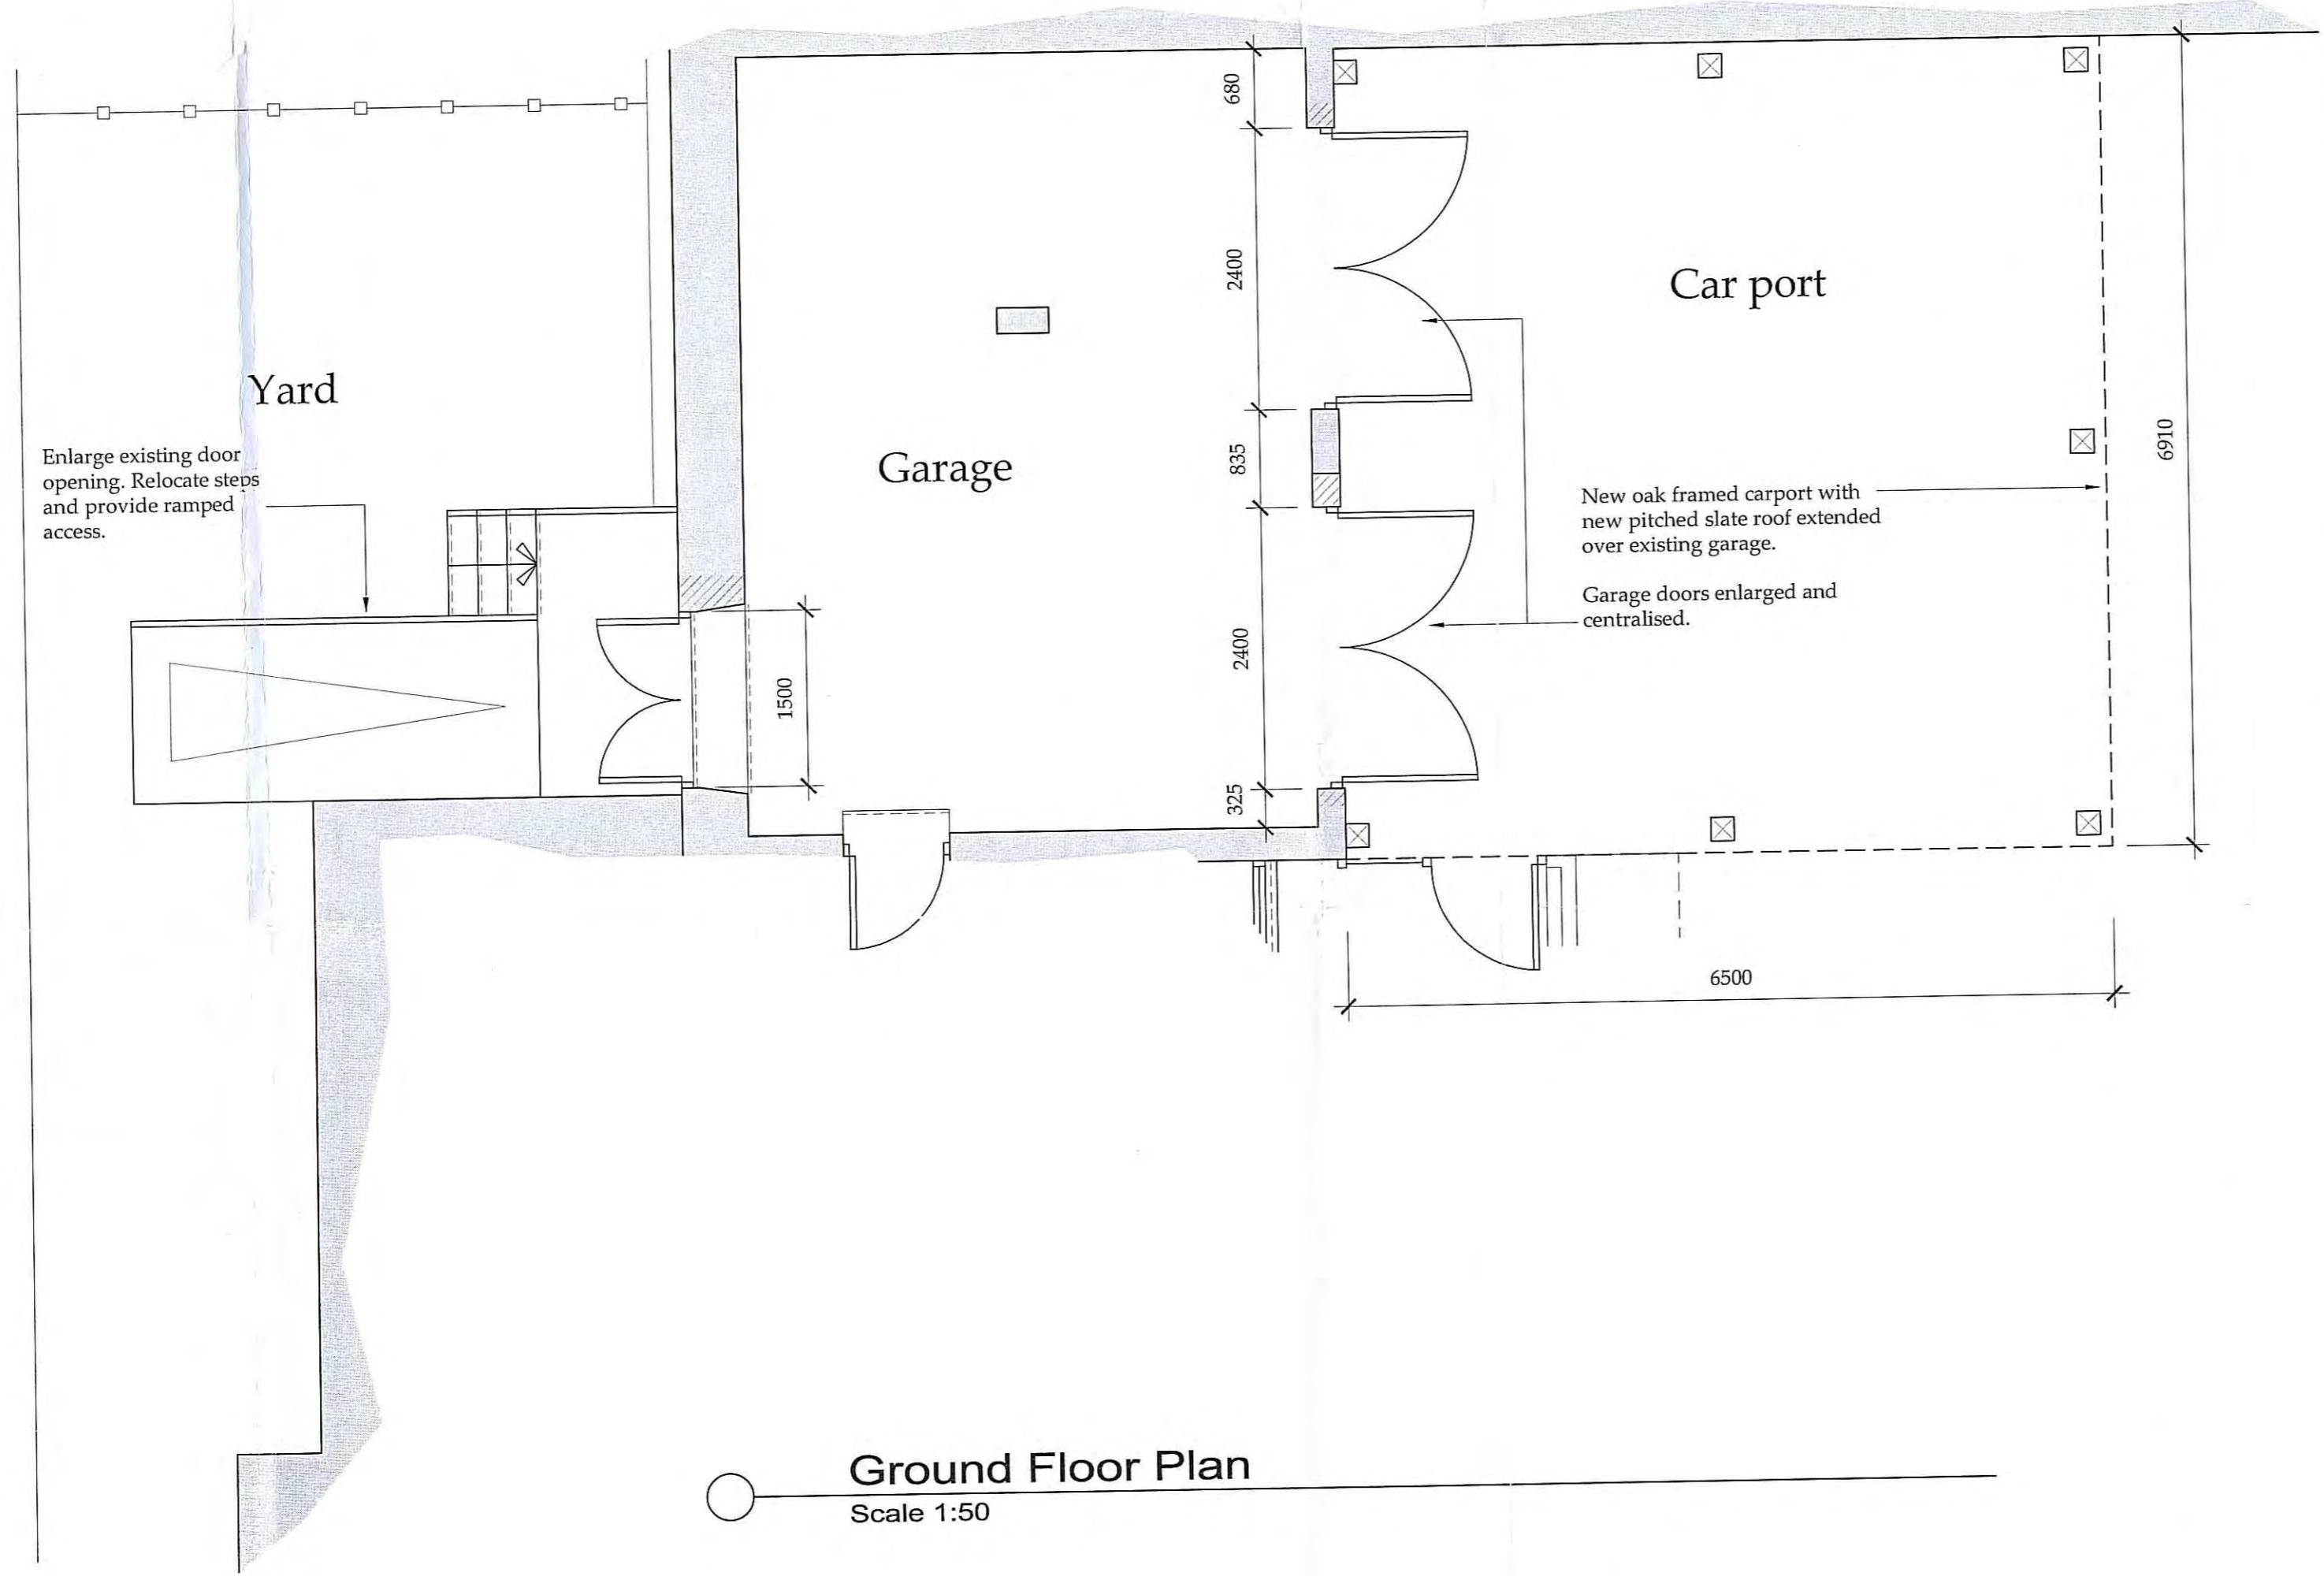 680
2400
Car port
Yard
835
6910
Garage
Enlarge existing door
opening. Relocate steps
and provide ramped
access.
New oak framed carport with
new pitched slate roof extended
over existing garage.
Garage doors enlarged and
centralised.
2400
1500
325
6500
Ground Floor Plan
Scale 1:50